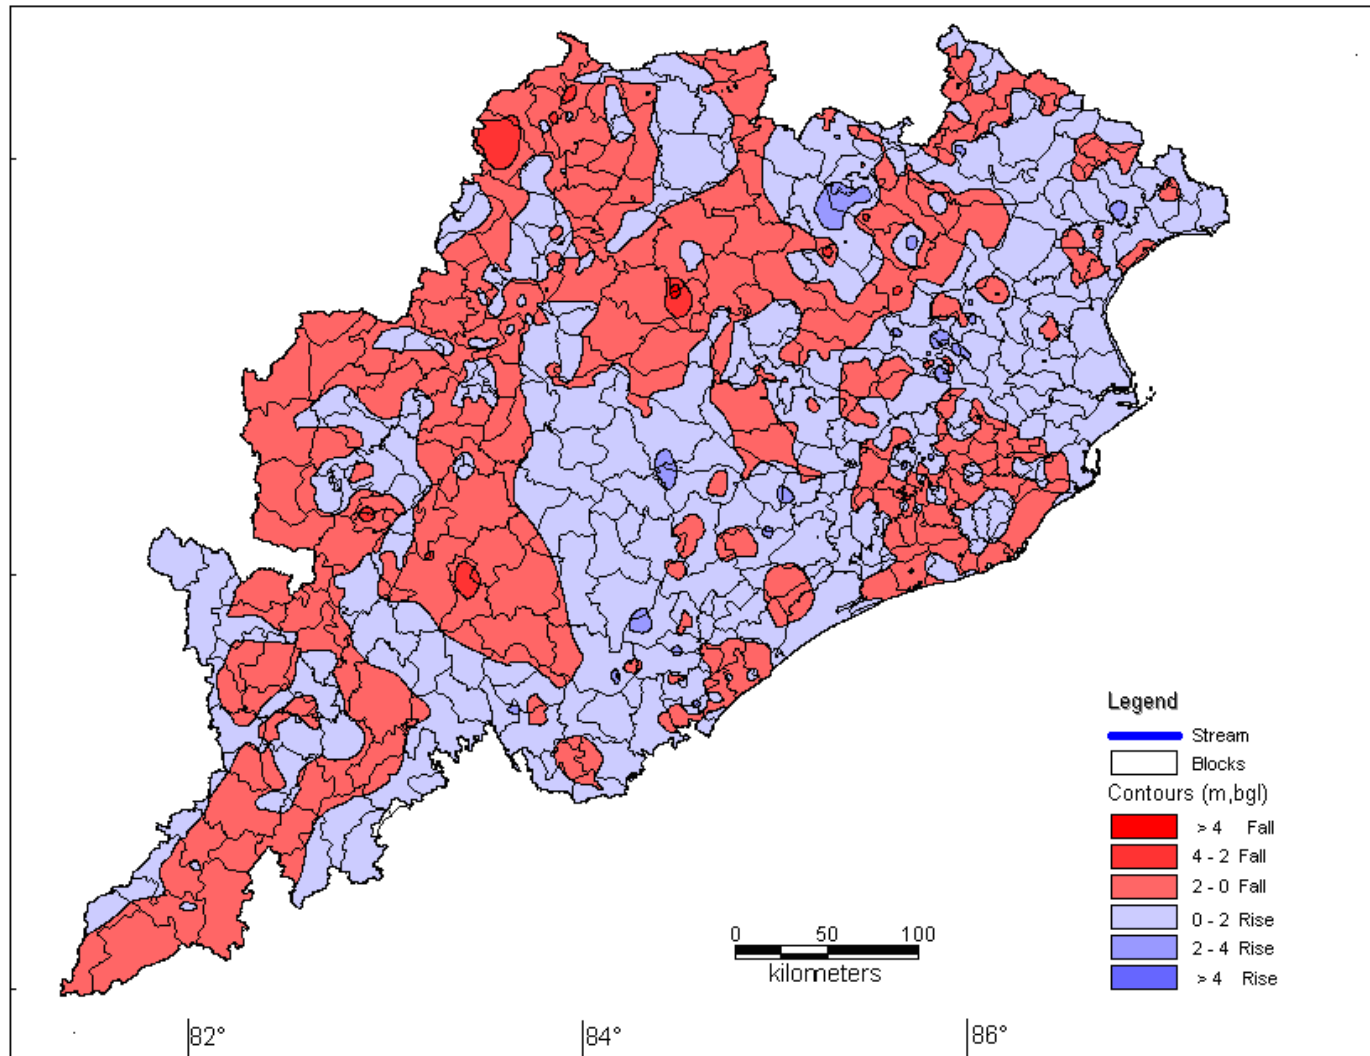 Legend
Stream
Blocks
Contours (m,bgl)
> 4 Fall
4 - 2 Fall
2 - 0 Fall
0 - 2 Rise
2 - 4 Rise
> 4 Rise
0 50 100
kilometers
82° 84° 86°